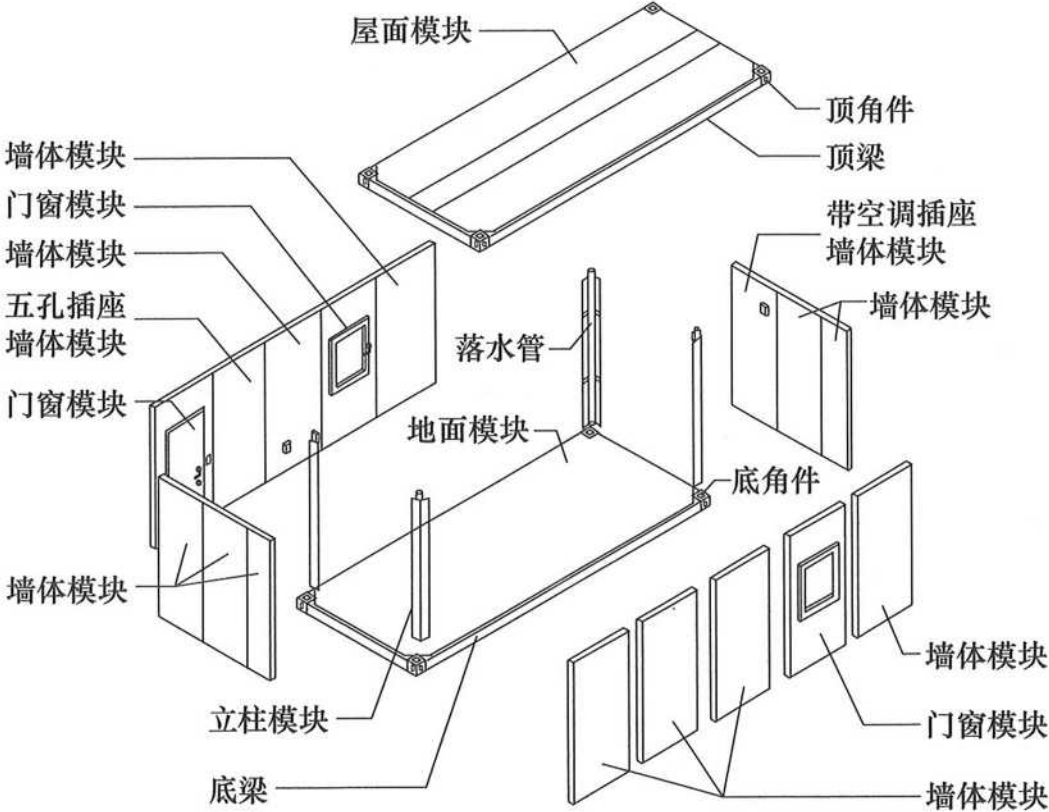 屋面模块
顶角件
顶梁
墙体模块
门窗模块
墙体模块
五孔插座
墙体模块
门窗模块
带空调插座
墙体模块
墙体模块
落水管
地面模块
底角件
墙体模块
立柱模块
底梁
墙体模块
门窗模块
墙体模块